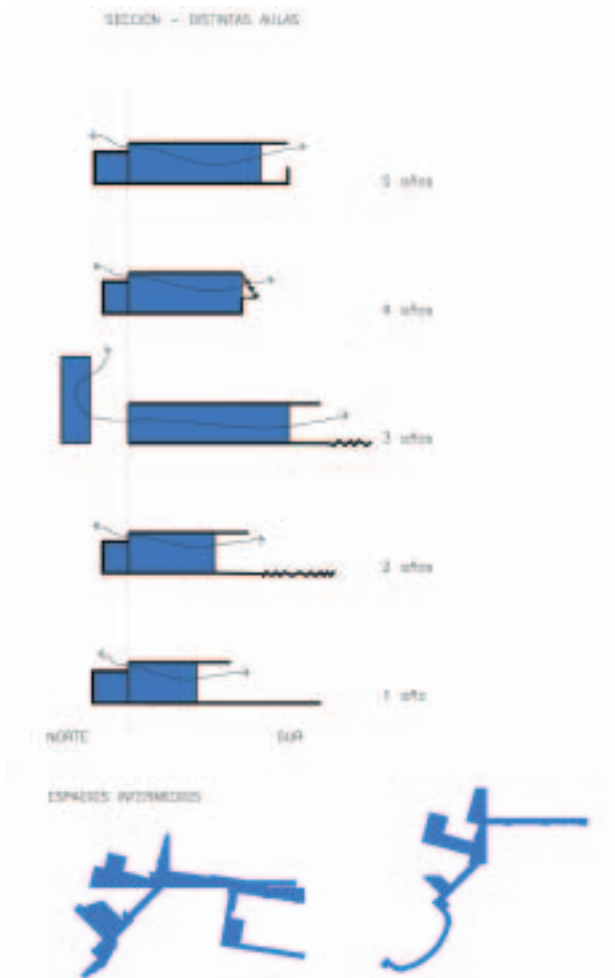 SECCION - DISTINTAS AULAS
5 años
4 años
3 años
2 años
1 año
NORTE
SUR
ESPACIOS INTERMEDIOS